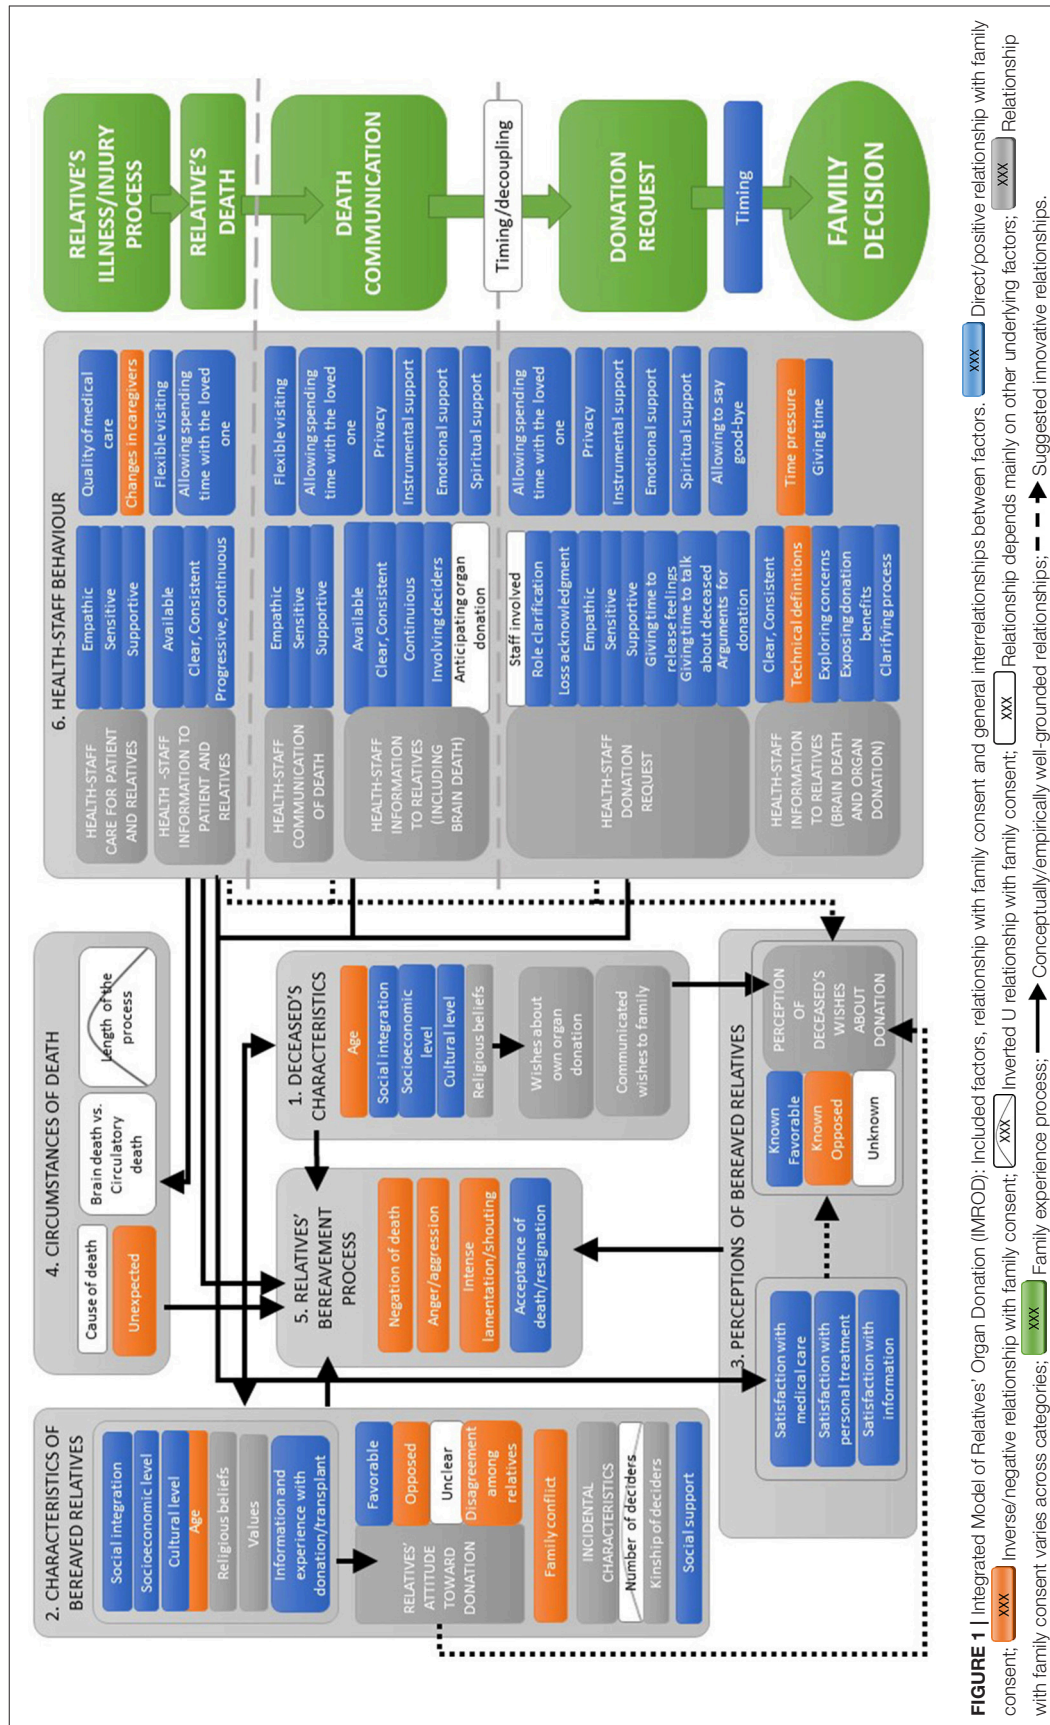 2. CHARACTERISTICS OF
BEREAVED RELATIVES
Social integration
Socioeconomic level
Cultural level
Age
Religious beliefs
Values
Information and
experience with
donation/transplant
RELATIVES'
ATTITUDE
TOWARD
DONATION
Favorable
Opposed
Unclear
Disagreement
among
relatives
Family conflict
INCIDENTAL
CHARACTERISTICS
Number of deciders
Kinship of deciders
Social support
4. CIRCUMSTANCES OF DEATH
Cause of death
Unexpected
Brain death vs.
Circulatory
death
Length of the
process
5. RELATIVES'
BEREAVEMENT
PROCESS
Negation of death
Anger/aggression
Intense
lamentation/shouting
Acceptance of
death/resignation
1. DECEASED'S
CHARACTERISTICS
Age
Social integration
Socioeconomic
level
Cultural level
Religious beliefs
Wishes about
own organ
donation
Communicated
wishes to family
3. PERCEPTIONS OF BEREAVED RELATIVES
Satisfaction with
medical care
Satisfaction with
personal treatment
Satisfaction with
information
Known
Favorable
Known
Opposed
Unknown
PERCEPTION
OF
DECEASED'S
WISHES
ABOUT
DONATION
6. HEALTH-STAFF BEHAVIOUR
HEALTH-STAFF
CARE FOR PATIENT
AND RELATIVES
Empathic
Sensitive
Supportive
Quality of medical
care
Changes in caregivers
HEALTH -STAFF
INFORMATION TO
PATIENT AND
RELATIVES
Available
Clear, Consistent
Progressive, continuous
Flexible visiting
Allowing spending
time with the loved
one
HEALTH-STAFF
COMMUNICATION
OF DEATH
Empathic
Sensitive
Supportive
Flexible visiting
Allowing spending
time with the loved
one
HEALTH-STAFF
INFORMATION
TO RELATIVES
(INCLUDING
BRAIN DEATH)
Available
Clear, Consistent
Continuous
Involving deciders
Anticipating organ
donation
Privacy
Instrumental support
Emotional support
Spiritual support
HEALTH-STAFF
DONATION
REQUEST
Staff involved
Role clarification
Loss acknowledgment
Empathic
Sensitive
Supportive
Giving time to
release feelings
Giving time to talk
about deceased
Arguments for
donation
Allowing spending
time with the loved
one
Privacy
Instrumental support
Emotional support
Spiritual support
Allowing to say
good-bye
HEALTH-STAFF
INFORMATION
TO RELATIVES
(BRAIN DEATH
AND ORGAN
DONATION)
Clear, Consistent
Technical definitions
Exploring concerns
Exposing donation
benefits
Clarifying process
Time pressure
Giving time
RELATIVE'S
ILLNESS/INJURY
PROCESS
RELATIVE'S
DEATH
DEATH
COMMUNICATION
Timing/decoupling
DONATION
REQUEST
Timing
FAMILY
DECISION
FIGURE 1 | Integrated Model of Relatives' Organ Donation (IMROD): Included factors, relationship with family consent and general interrelationships between factors. xxx Direct/positive relationship with family
consent; xxx Inverse/negative relationship with family consent; xxx Inverted U relationship with family consent; xxx Relationship depends mainly on other underlying factors; xxx Relationship
with family consent varies across categories; xxx Family experience process; Conceptually/empirically well-grounded relationships; Suggested innovative relationships.